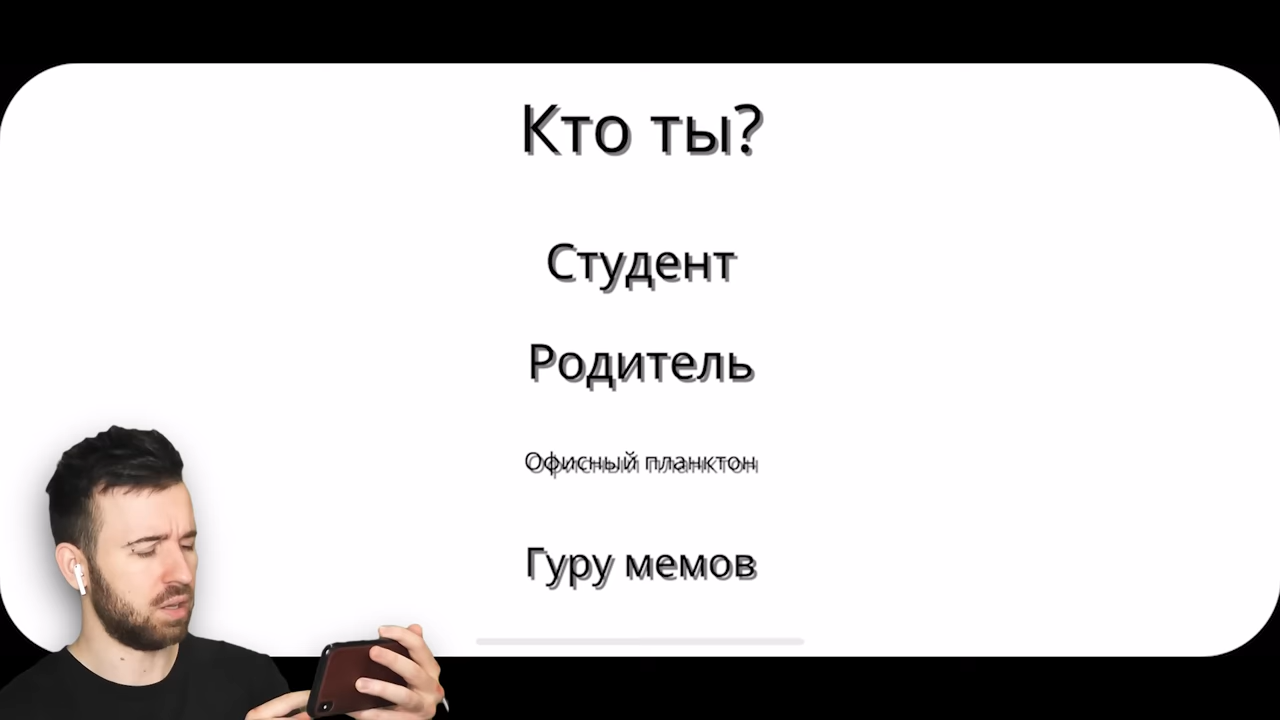 Кто ты?
Студент
Родитель
Офисный планктон
Гуру мемов